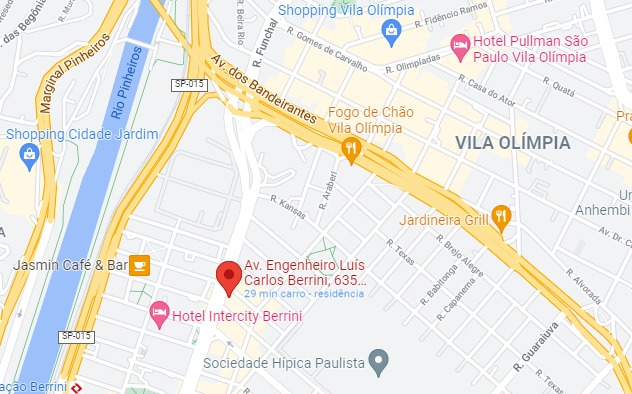 Shopping Vila Olímpia
R. Fidêncio Ramos
R. Beira Rio
R. Funchal
R. Gomes de Carvalho
Hotel Pullman São
Paulo Vila Olímpia
R. Olimpíadas
R. Casa do Ator
R. Quatá
das Begônia
Marginal Pinheiros
Rio Pinheiros
SP-015
Av. dos Bandeirantes
Fogo de Chão
Vila Olímpia
VILA OLÍMPIA
Shopping Cidade Jardim
R. Araberi
R. Kansas
Jardineira Grill
Un
Anhembi
Av. Dr. C
R. Texas
R. Brejo Alegre
R. Babitonga
R. Capanema
R. Alvorada
R. Guaraiuva
Jasmin Café & Bar
Av. Engenheiro Luís
Carlos Berrini, 635...
29 min carro - residência
Hotel Intercity Berrini
SP-015
Sociedade Hípica Paulista
ação Berrini